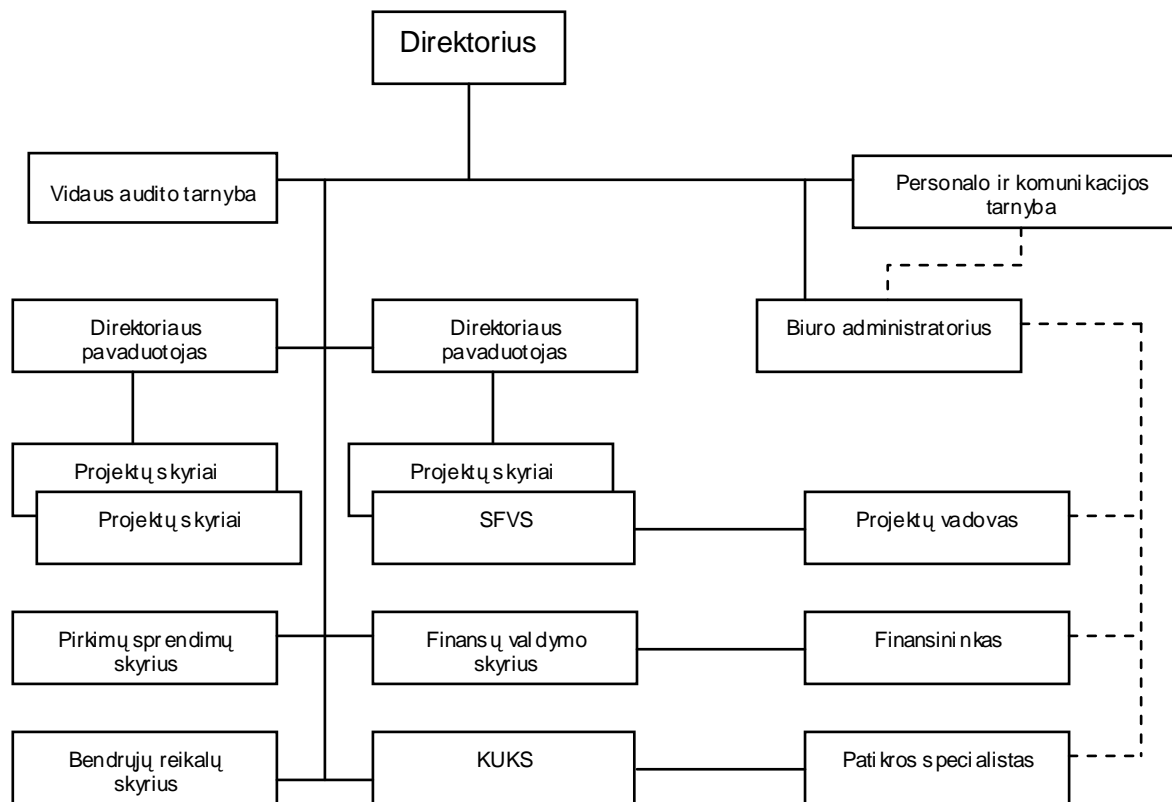 Direktorius
Vidaus audito tarnyba
Personalo ir komunikacijos
tarnyba
Direktoriaus
pavaduotojas
Direktoriaus
pavaduotojas
Biuro administratorius
Projektų skyriai
Projektų skyriai
Projektų skyriai
SFVS
Projektų vadovas
Pirkimų sprendimų
skyrius
Finansų valdymo
skyrius
Finansininkas
Bendrųjų reikalų
skyrius
KUKS
Patikros specialistas